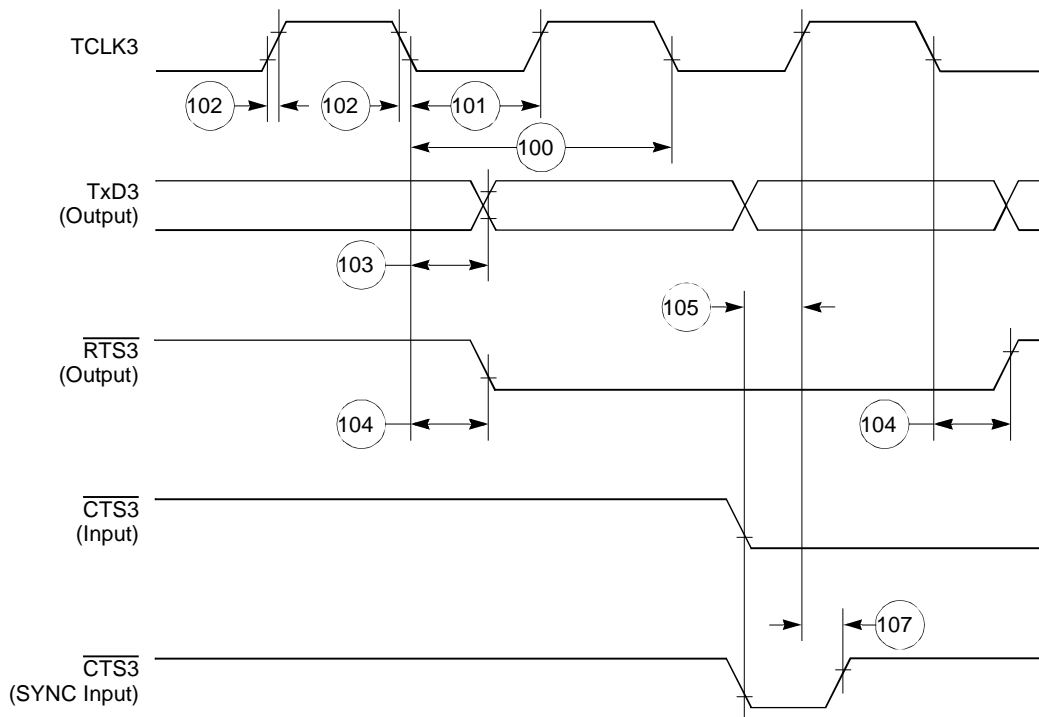 TCLK3
102
102
101
100
TxD3
(Output)
103
105
RTS3
(Output)
104
104
CTS3
(Input)
107
CTS3
(SYNC Input)